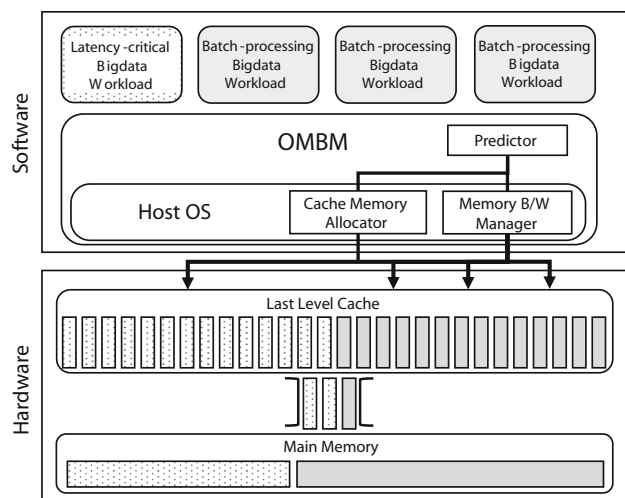 Software
Latency-critical
Bigdata
Workload
Batch-processing
Bigdata
Workload
Batch-processing
Bigdata
Workload
Batch-processing
Bigdata
Workload
OMBM
Predictor
Host OS
Cache Memory
Allocator
Memory B/W
Manager
Hardware
Last Level Cache
Main Memory